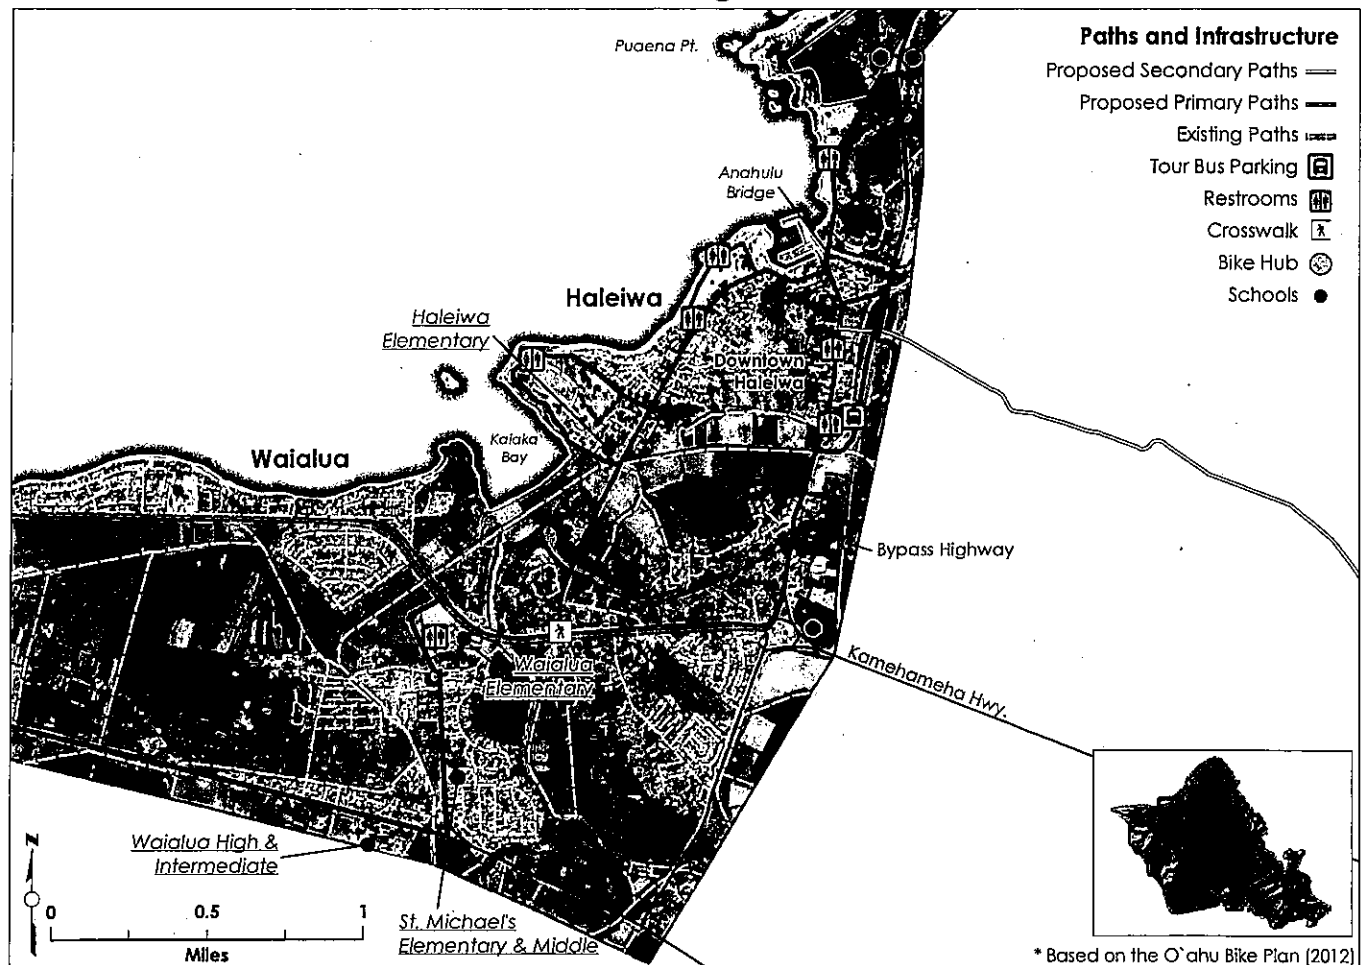 Puaena Pt.
Paths and Infrastructure
Proposed Secondary Paths
Proposed Primary Paths
Existing Paths
Tour Bus Parking
Restrooms
Crosswalk
Bike Hub
Schools
Anahulu
Bridge
Haleiwa
Haleiwa
Elementary
Downtown
Haleiwa
Kaiaka
Bay
Waialua
Bypass Highway
Waialua
Elementary
Kamehameha Hwy.
Waialua High &
Intermediate
St. Michael's
Elementary & Middle
N
0 0.5 1
Miles
* Based on the O`ahu Bike Plan (2012)